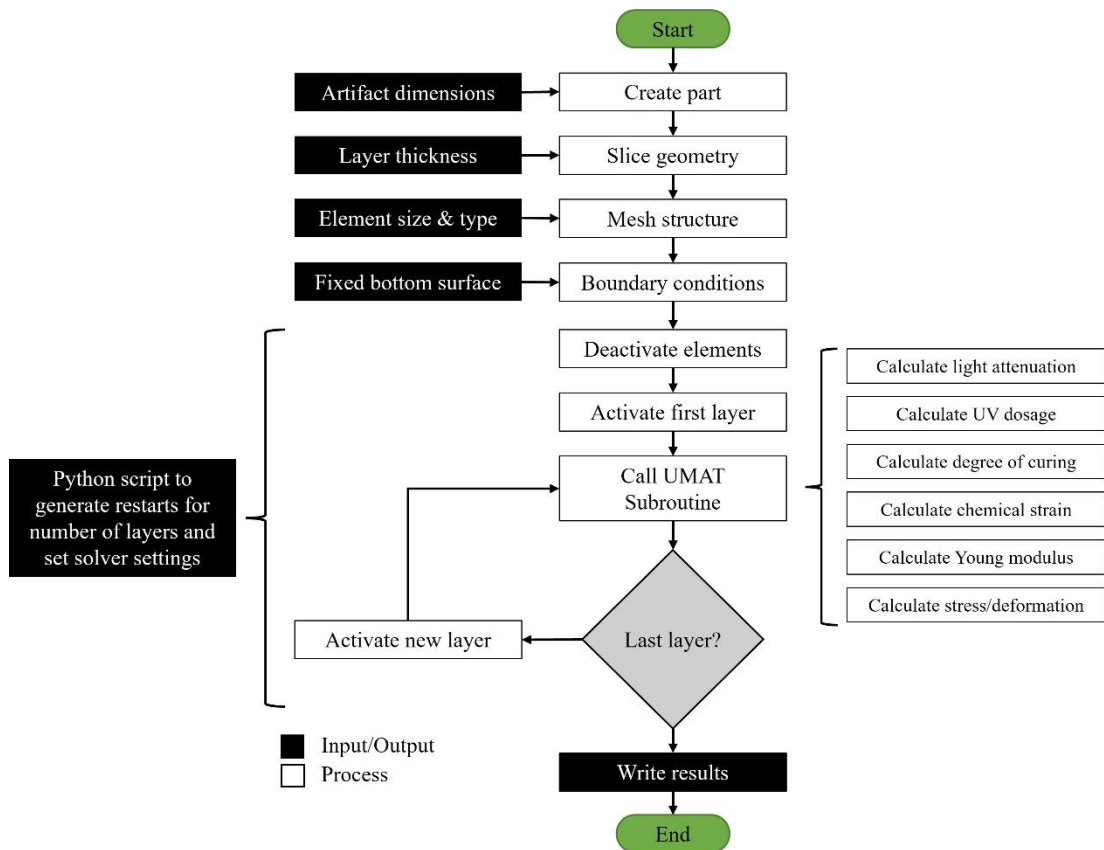 Start
Artifact dimensions
Create part
Layer thickness
Slice geometry
Element size & type
Mesh structure
Fixed bottom surface
Boundary conditions
Deactivate elements
Activate first layer
Call UMAT
Subroutine
Calculate light attenuation
Calculate UV dosage
Calculate degree of curing
Calculate chemical strain
Calculate Young modulus
Calculate stress/deformation
Python script to
generate restarts for
number of layers and
set solver settings
Activate new layer
Last layer?
Input/Output
Process
Write results
End